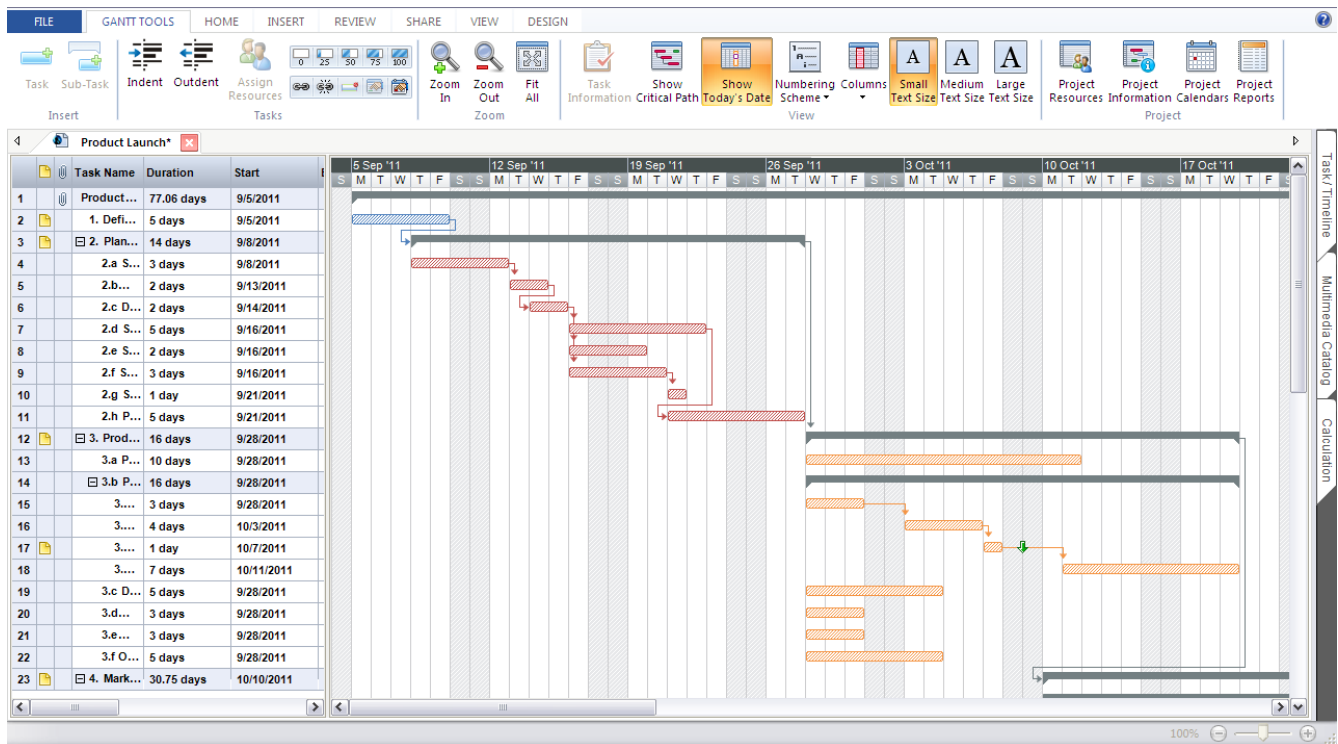 FILE GANTT TOOLS HOME INSERT REVIEW SHARE VIEW DESIGN
Task Sub-Task Indent Outdent Assign Resources 0 25 50 75 100 Zoom In Zoom Out Fit All Task Information Show Critical Path Show Today's Date Numbering Scheme Columns A Small Text Size A Medium Text Size A Large Text Size Project Resources Project Information Project Calendars Project Reports
Insert Tasks Zoom View Project
Product Launch*
Task Name Duration Start
5 Sep '11 12 Sep '11 19 Sep '11 26 Sep '11 3 Oct '11 10 Oct '11 17 Oct '11
S M T W T F S S M T W T F S S M T W T F S S M T W T F S S M T W T F S S M T W T F S S M T W T F S
1 Product... 77.06 days 9/5/2011
2 1. Defi... 5 days 9/5/2011
3 2. Plan... 14 days 9/8/2011
4 2.a S... 3 days 9/8/2011
5 2.b... 2 days 9/13/2011
6 2.c D... 2 days 9/14/2011
7 2.d S... 5 days 9/16/2011
8 2.e S... 2 days 9/16/2011
9 2.f S... 3 days 9/16/2011
10 2.g S... 1 day 9/21/2011
11 2.h P... 5 days 9/21/2011
12 3. Prod... 16 days 9/28/2011
13 3.a P... 10 days 9/28/2011
14 3.b P... 16 days 9/28/2011
15 3.... 3 days 9/28/2011
16 3.... 4 days 10/3/2011
17 3.... 1 day 10/7/2011
18 3.... 7 days 10/11/2011
19 3.c D... 5 days 9/28/2011
20 3.d... 3 days 9/28/2011
21 3.e... 3 days 9/28/2011
22 3.f O... 5 days 9/28/2011
23 4. Mark... 30.75 days 10/10/2011
Task/Timeline
Multimedia Catalog
Calculation
100%